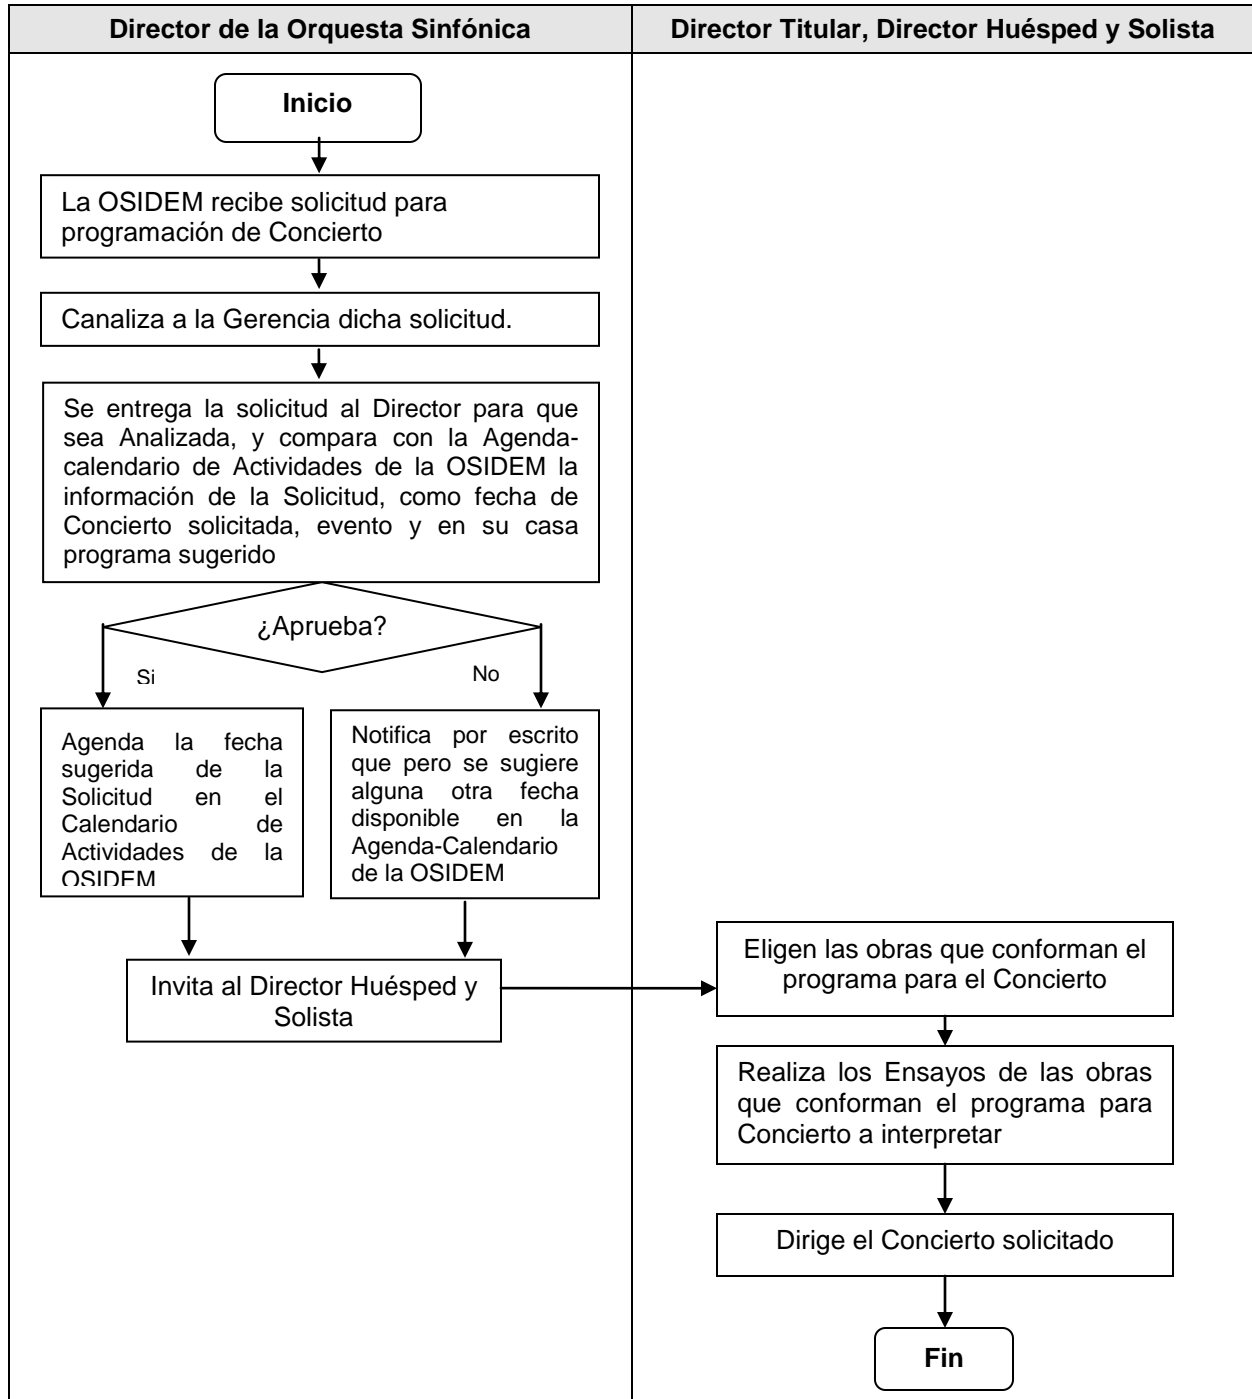 Director de la Orquesta Sinfónica
Director Titular, Director Huésped y Solista
Inicio
La OSIDEM recibe solicitud para
programación de Concierto
Canaliza a la Gerencia dicha solicitud.
Se entrega la solicitud al Director para que
sea Analizada, y compara con la Agenda-
calendario de Actividades de la OSIDEM la
información de la Solicitud, como fecha de
Concierto solicitada, evento y en su casa
programa sugerido
¿Aprueba?
Si
No
Agenda la fecha
sugerida de la
Solicitud en el
Calendario de
Actividades de la
OSIDEM
Notifica por escrito
que pero se sugiere
alguna otra fecha
disponible en la
Agenda-Calendario
de la OSIDEM
Invita al Director Huésped y
Solista
Eligen las obras que conforman el
programa para el Concierto
Realiza los Ensayos de las obras
que conforman el programa para
Concierto a interpretar
Dirige el Concierto solicitado
Fin